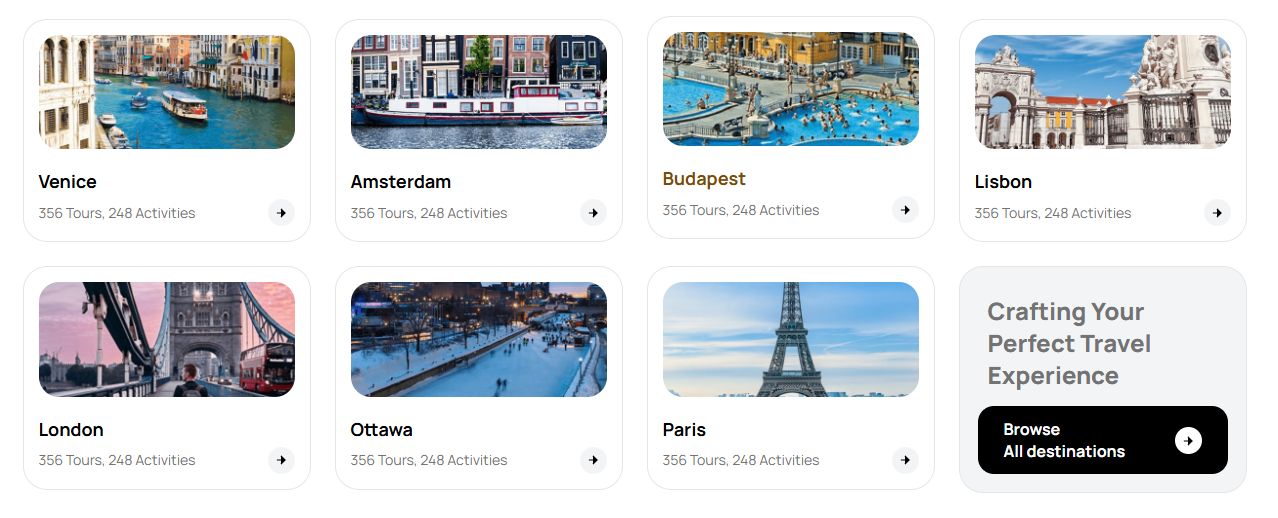 Venice
356 Tours, 248 Activities
Amsterdam
356 Tours, 248 Activities
Budapest
356 Tours, 248 Activities
Lisbon
356 Tours, 248 Activities
London
356 Tours, 248 Activities
Ottawa
356 Tours, 248 Activities
Paris
356 Tours, 248 Activities
Crafting Your
Perfect Travel
Experience
Browse
All destinations